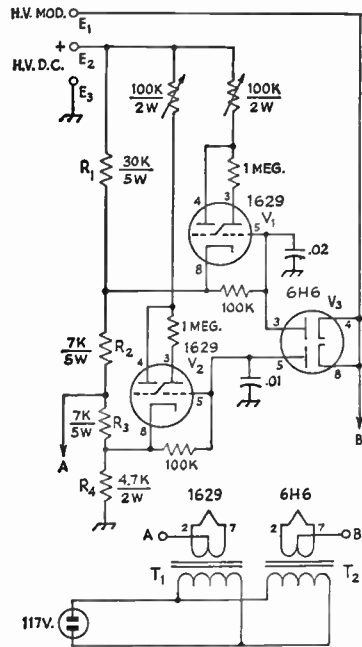 H.V. MOD. E1
+ E2
H.V. D.C.
E3
100K 2W
100K 2W
R1 30K 5W
1 MEG.
4 3 1629
V1
5
8
.02
100K
6H6
V3
3 4
5 8
7K 5W R2
1 MEG.
1629
4 3 V2
5
8
.01
A
7K 5W R3
100K
B
R4 4.7K 2W
1629 6H6
A 2 7 2 7 B
T1 T2
117V.